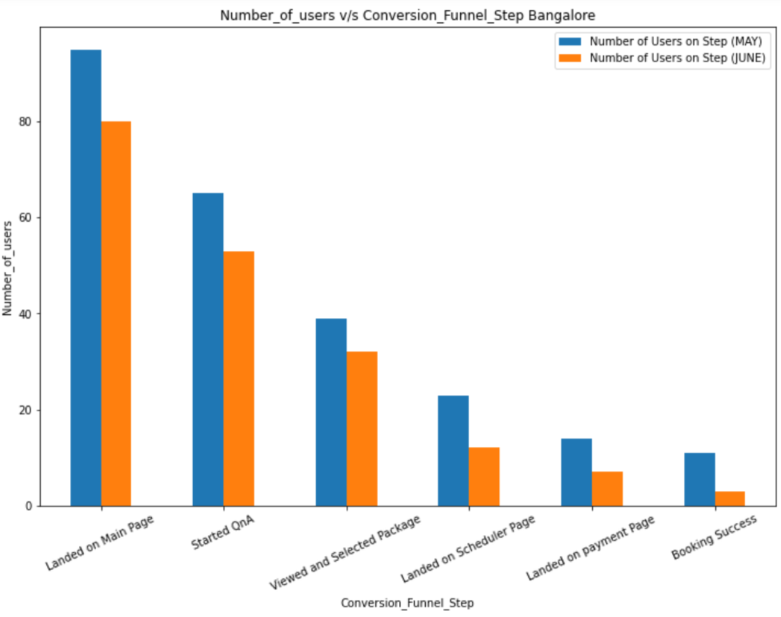 Number_of_users v/s Conversion_Funnel_Step Bangalore
Number of Users on Step (MAY)
Number of Users on Step (JUNE)
Number_of_users
80
60
40
20
0
Landed on Main Page
Started QnA
Viewed and Selected Package
Landed on Scheduler Page
Landed on payment Page
Booking Success
Conversion_Funnel_Step